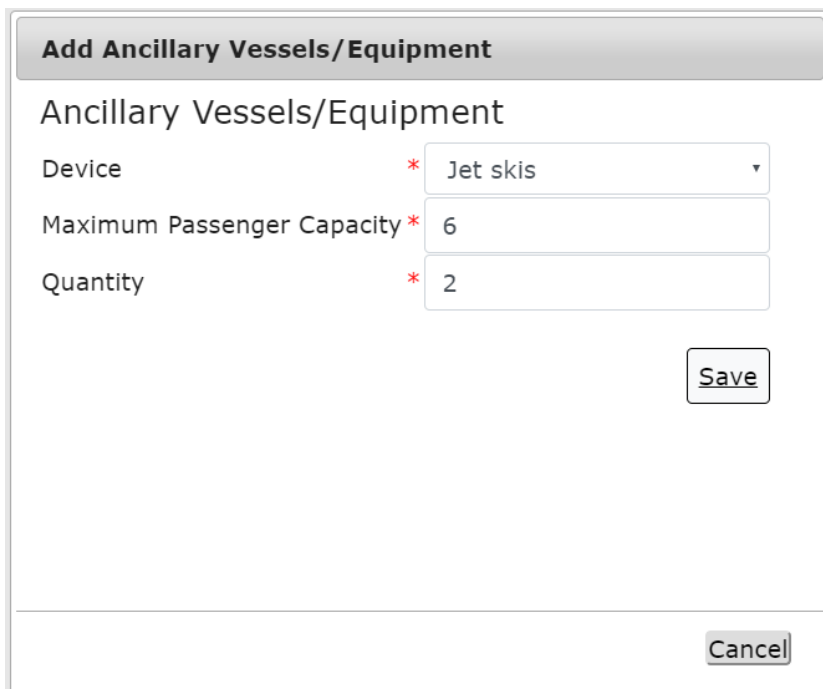 Add Ancillary Vessels/Equipment
Ancillary Vessels/Equipment
Device * Jet skis
Maximum Passenger Capacity * 6
Quantity * 2
Save
Cancel